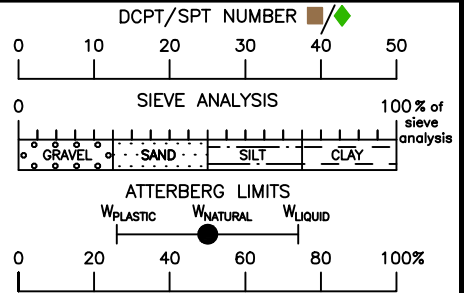 DCPT/SPT NUMBER /
0 10 20 30 40 50
SIEVE ANALYSIS
0 100% of sieve analysis
GRAVEL SAND SILT CLAY
ATTERBERG LIMITS
WPLASTIC WNATURAL WLIQUID
0 20 40 60 80 100%